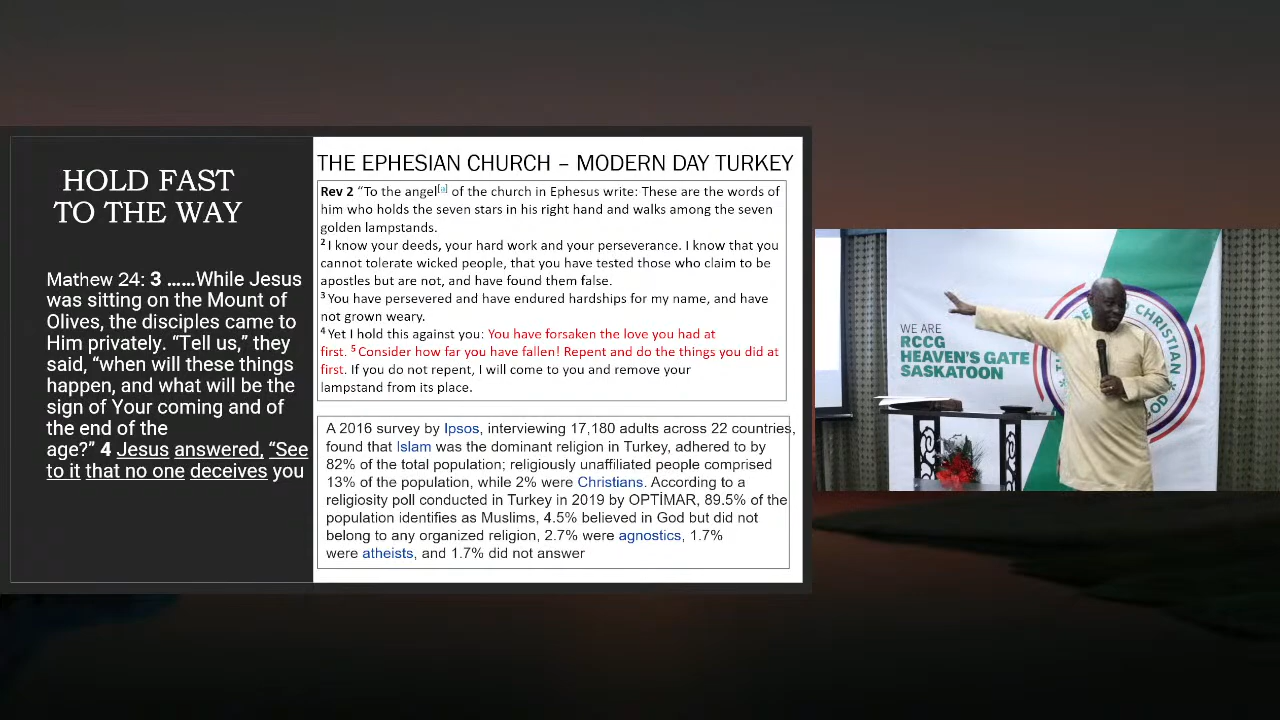 HOLD FAST
TO THE WAY
Mathew 24: 3 ......While Jesus
was sitting on the Mount of
Olives, the disciples came to
Him privately. “Tell us,” they
said, “when will these things
happen, and what will be the
sign of Your coming and of
the end of the
age?” 4 Jesus answered, “See
to it that no one deceives you
THE EPHESIAN CHURCH – MODERN DAY TURKEY
Rev 2 “To the angel[a] of the church in Ephesus write: These are the words of
him who holds the seven stars in his right hand and walks among the seven
golden lampstands.
2 I know your deeds, your hard work and your perseverance. I know that you
cannot tolerate wicked people, that you have tested those who claim to be
apostles but are not, and have found them false.
3 You have persevered and have endured hardships for my name, and have
not grown weary.
4 Yet I hold this against you: You have forsaken the love you had at
first. 5 Consider how far you have fallen! Repent and do the things you did at
first. If you do not repent, I will come to you and remove your
lampstand from its place.
A 2016 survey by Ipsos, interviewing 17,180 adults across 22 countries,
found that Islam was the dominant religion in Turkey, adhered to by
82% of the total population; religiously unaffiliated people comprised
13% of the population, while 2% were Christians. According to a
religiosity poll conducted in Turkey in 2019 by OPTİMAR, 89.5% of the
population identifies as Muslims, 4.5% believed in God but did not
belong to any organized religion, 2.7% were agnostics, 1.7%
were atheists, and 1.7% did not answer
WE ARE
RCCG
HEAVEN'S GATE
SASKATOON
CHRISTIAN